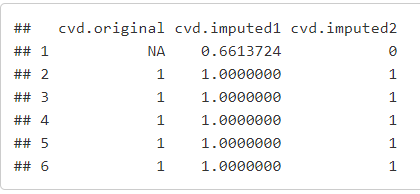 ##   cvd.original cvd.imputed1 cvd.imputed2
## 1           NA    0.6613724            0
## 2            1    1.0000000            1
## 3            1    1.0000000            1
## 4            1    1.0000000            1
## 5            1    1.0000000            1
## 6            1    1.0000000            1